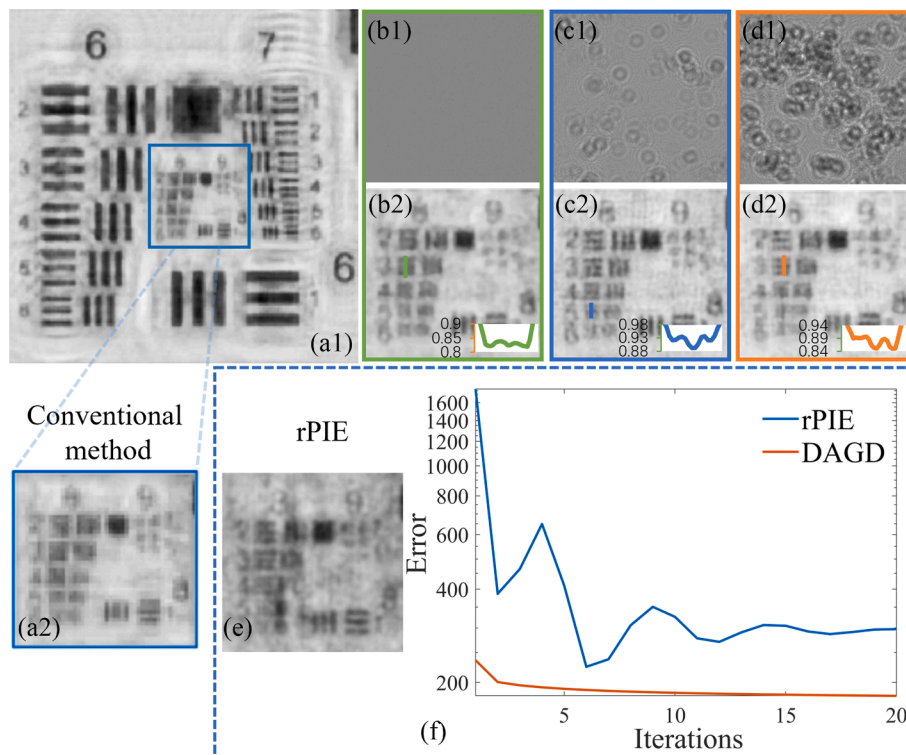 6
7
2
3
4
5
6
1
2
3
4
5
6
6
1
(a1)
(b1)
(c1)
(d1)
(b2)
0.9
0.85
0.8
(c2)
0.98
0.93
0.88
(d2)
0.94
0.89
0.84
Conventional
method
(a2)
rPIE
(e)
rPIE
DAGD
1600
1400
1200
1000
800
600
400
200
Error
5
10
15
20
Iterations
(f)